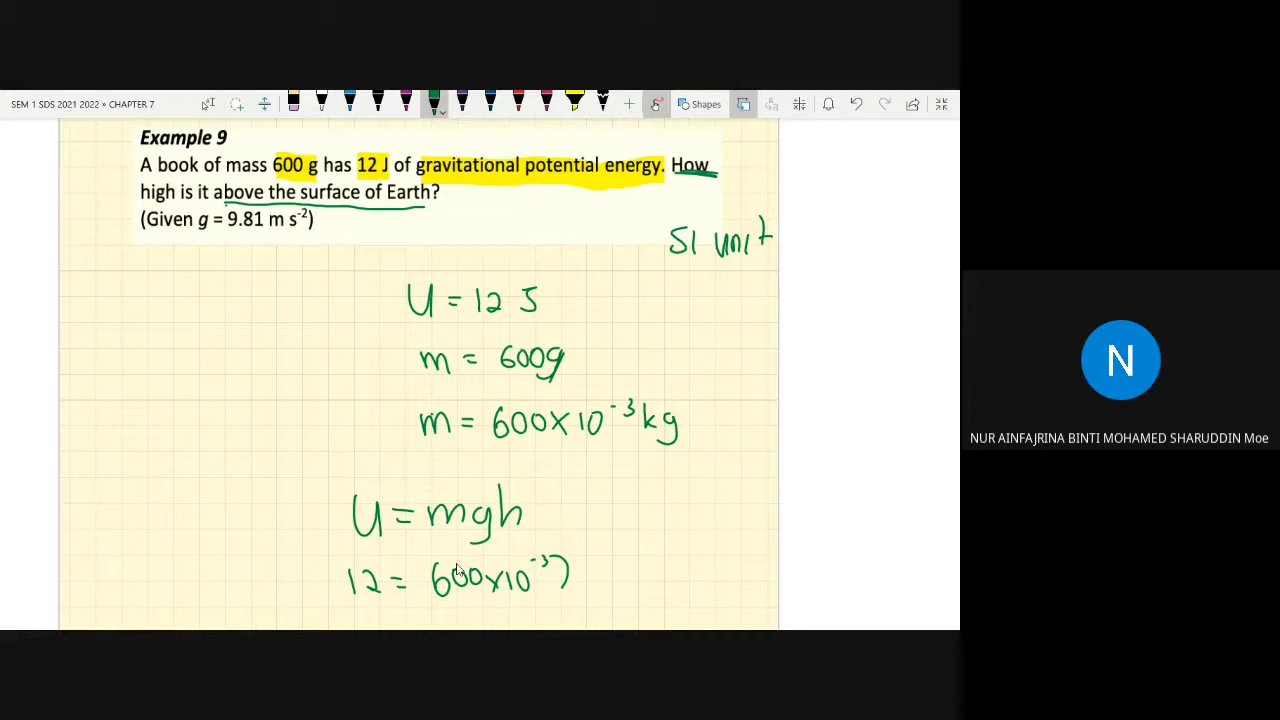 SEM 1 SDS 2021 2022 » CHAPTER 7
Shapes
Example 9
A book of mass 600 g has 12 J of gravitational potential energy. How
high is it above the surface of Earth?
(Given g = 9.81 m s-2)
SI unit
U = 12 J
m = 600g
m = 600×10-3 kg
U = mgh
12 = 600×10-3)
N
NUR AINFAJRINA BINTI MOHAMED SHARUDDIN Moe